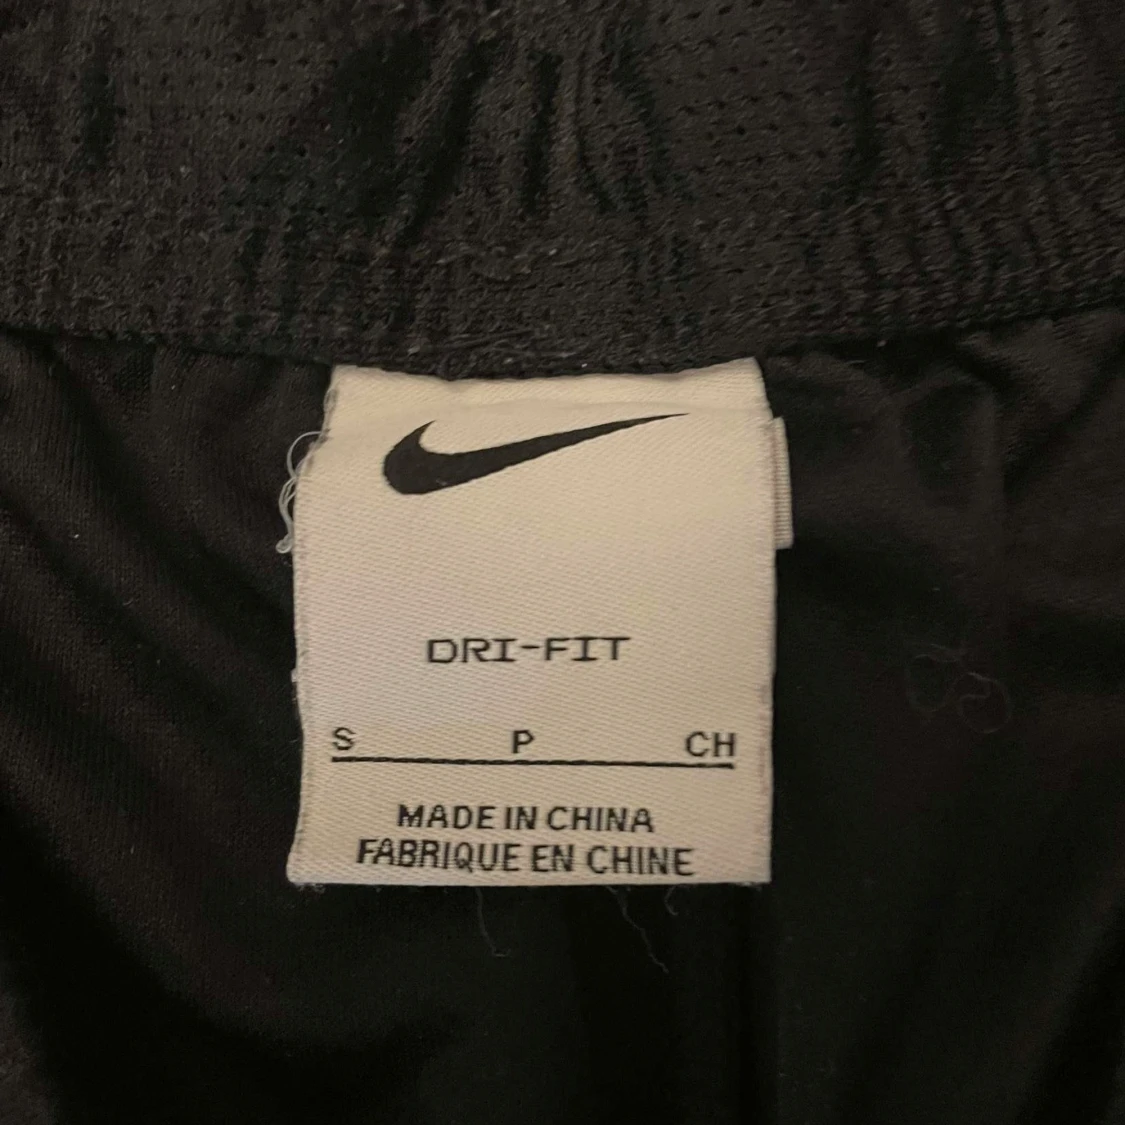 DRI-FIT
S P CH
MADE IN CHINA
FABRIQUE EN CHINE